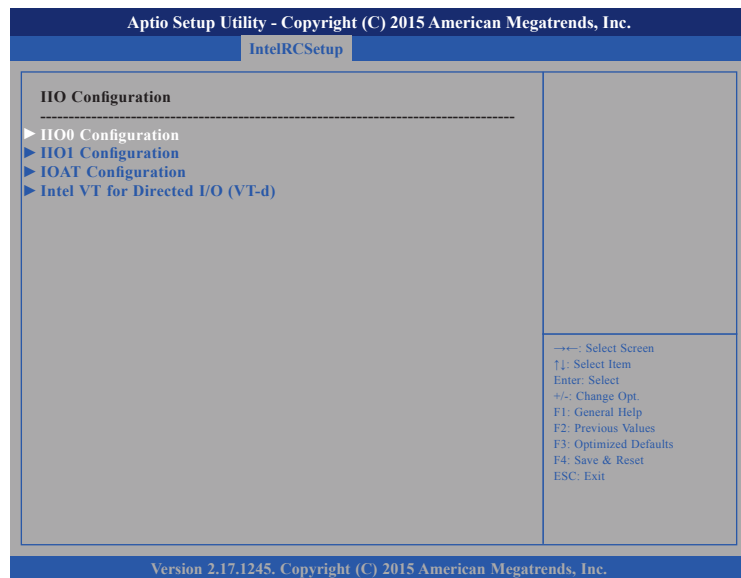 Aptio Setup Utility - Copyright (C) 2015 American Megatrends, Inc.
IntelRCSetup
IIO Configuration
--------------------------------------------------------------------------------------
► IIO0 Configuration
► IIO1 Configuration
► IOAT Configuration
► Intel VT for Directed I/O (VT-d)
→←: Select Screen
↑↓: Select Item
Enter: Select
+/-: Change Opt.
F1: General Help
F2: Previous Values
F3: Optimized Defaults
F4: Save & Reset
ESC: Exit
Version 2.17.1245. Copyright (C) 2015 American Megatrends, Inc.